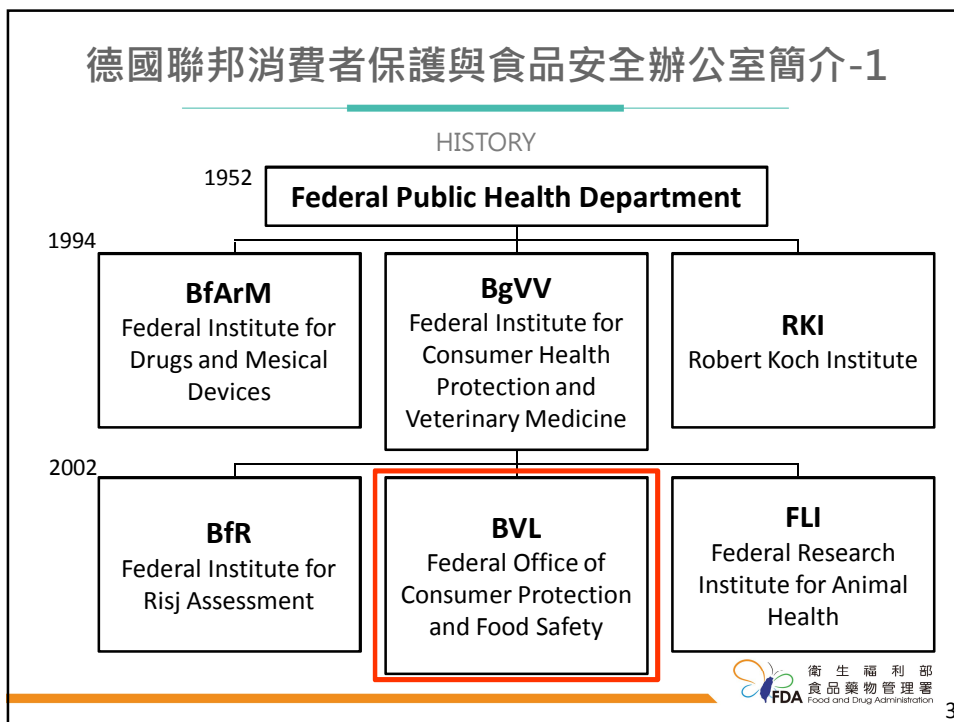 德國聯邦消費者保護與食品安全辦公室簡介-1
HISTORY
1952
Federal Public Health Department
1994
BfArM
Federal Institute for
Drugs and Mesical
Devices
BgVV
Federal Institute for
Consumer Health
Protection and
Veterinary Medicine
RKI
Robert Koch Institute
2002
BfR
Federal Institute for
Risj Assessment
BVL
Federal Office of
Consumer Protection
and Food Safety
FLI
Federal Research
Institute for Animal
Health
FDA
衛生福利部
食品藥物管理署
Food and Drug Administration
3